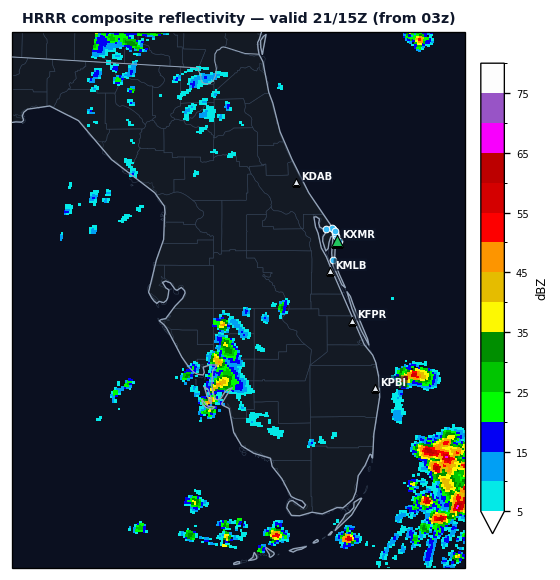 HRRR composite reflectivity — valid 21/15Z (from 03z)
KDAB
KXMR
KMLB
KFPR
KPBI
75
65
55
45
35
25
15
5
dBZ